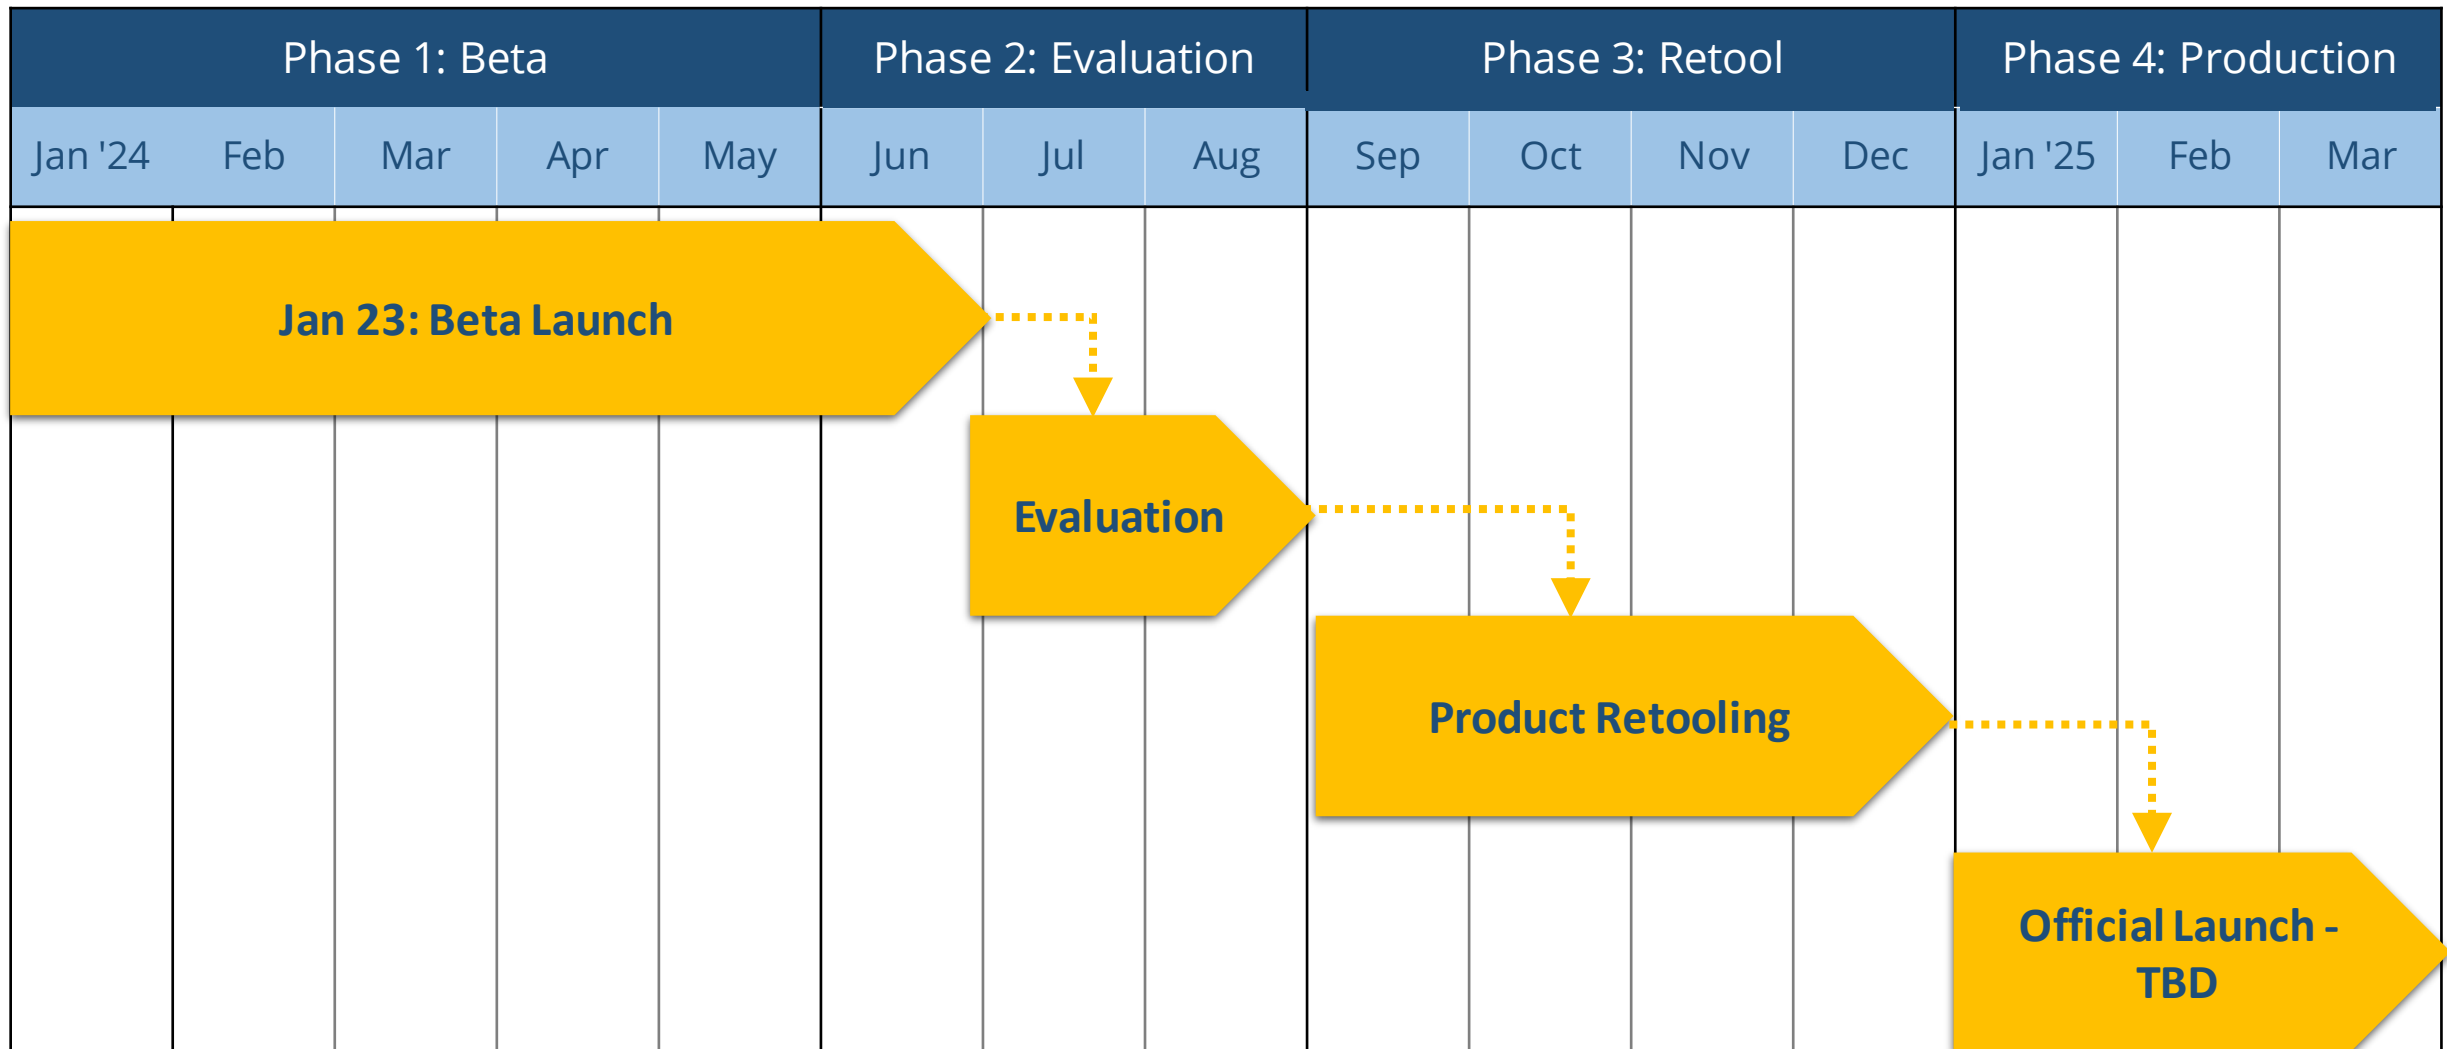 Phase 1: Beta Phase 2: Evaluation Phase 3: Retool Phase 4: Production
Jan '24 Feb Mar Apr May Jun Jul Aug Sep Oct Nov Dec Jan '25 Feb Mar
Jan 23: Beta Launch
Evaluation
Product Retooling
Official Launch -
TBD